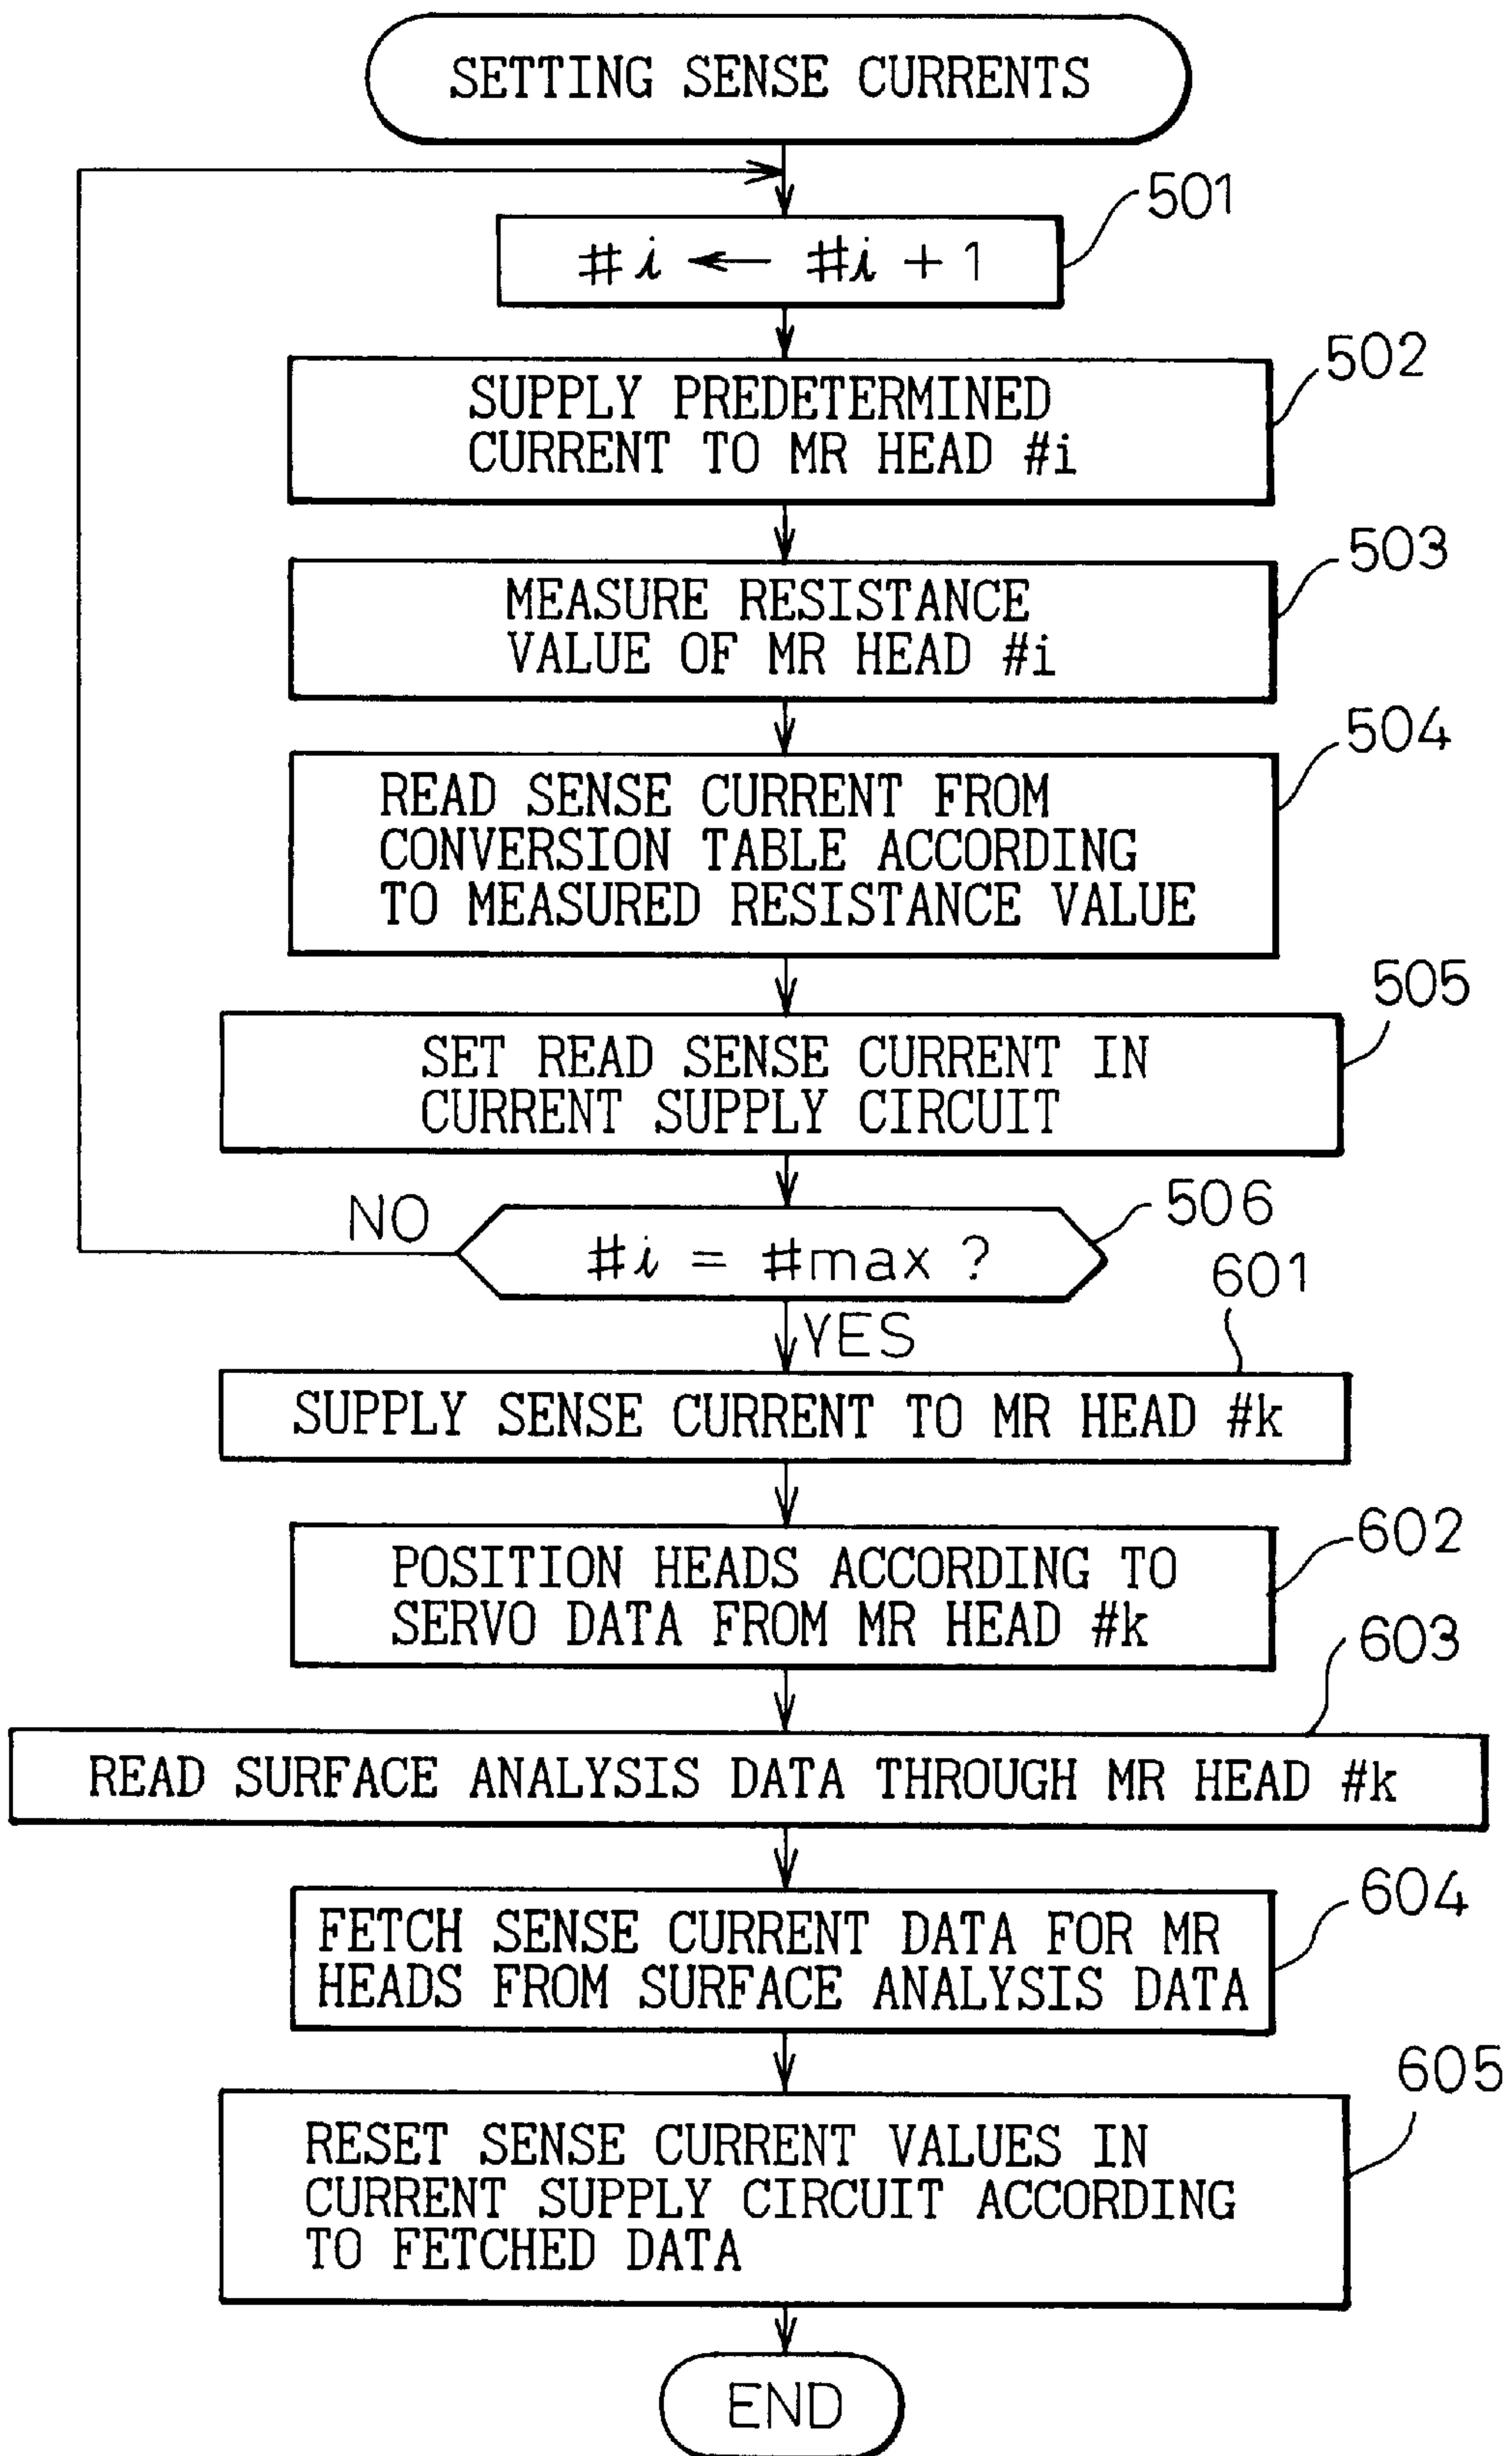 SETTING SENSE CURRENTS
501
#i ← #i + 1
502
SUPPLY PREDETERMINED
CURRENT TO MR HEAD #i
503
MEASURE RESISTANCE
VALUE OF MR HEAD #i
504
READ SENSE CURRENT FROM
CONVERSION TABLE ACCORDING
TO MEASURED RESISTANCE VALUE
505
SET READ SENSE CURRENT IN
CURRENT SUPPLY CIRCUIT
NO
506
#i = #max ?
601
YES
SUPPLY SENSE CURRENT TO MR HEAD #k
602
POSITION HEADS ACCORDING TO
SERVO DATA FROM MR HEAD #k
603
READ SURFACE ANALYSIS DATA THROUGH MR HEAD #k
604
FETCH SENSE CURRENT DATA FOR MR
HEADS FROM SURFACE ANALYSIS DATA
605
RESET SENSE CURRENT VALUES IN
CURRENT SUPPLY CIRCUIT ACCORDING
TO FETCHED DATA
END